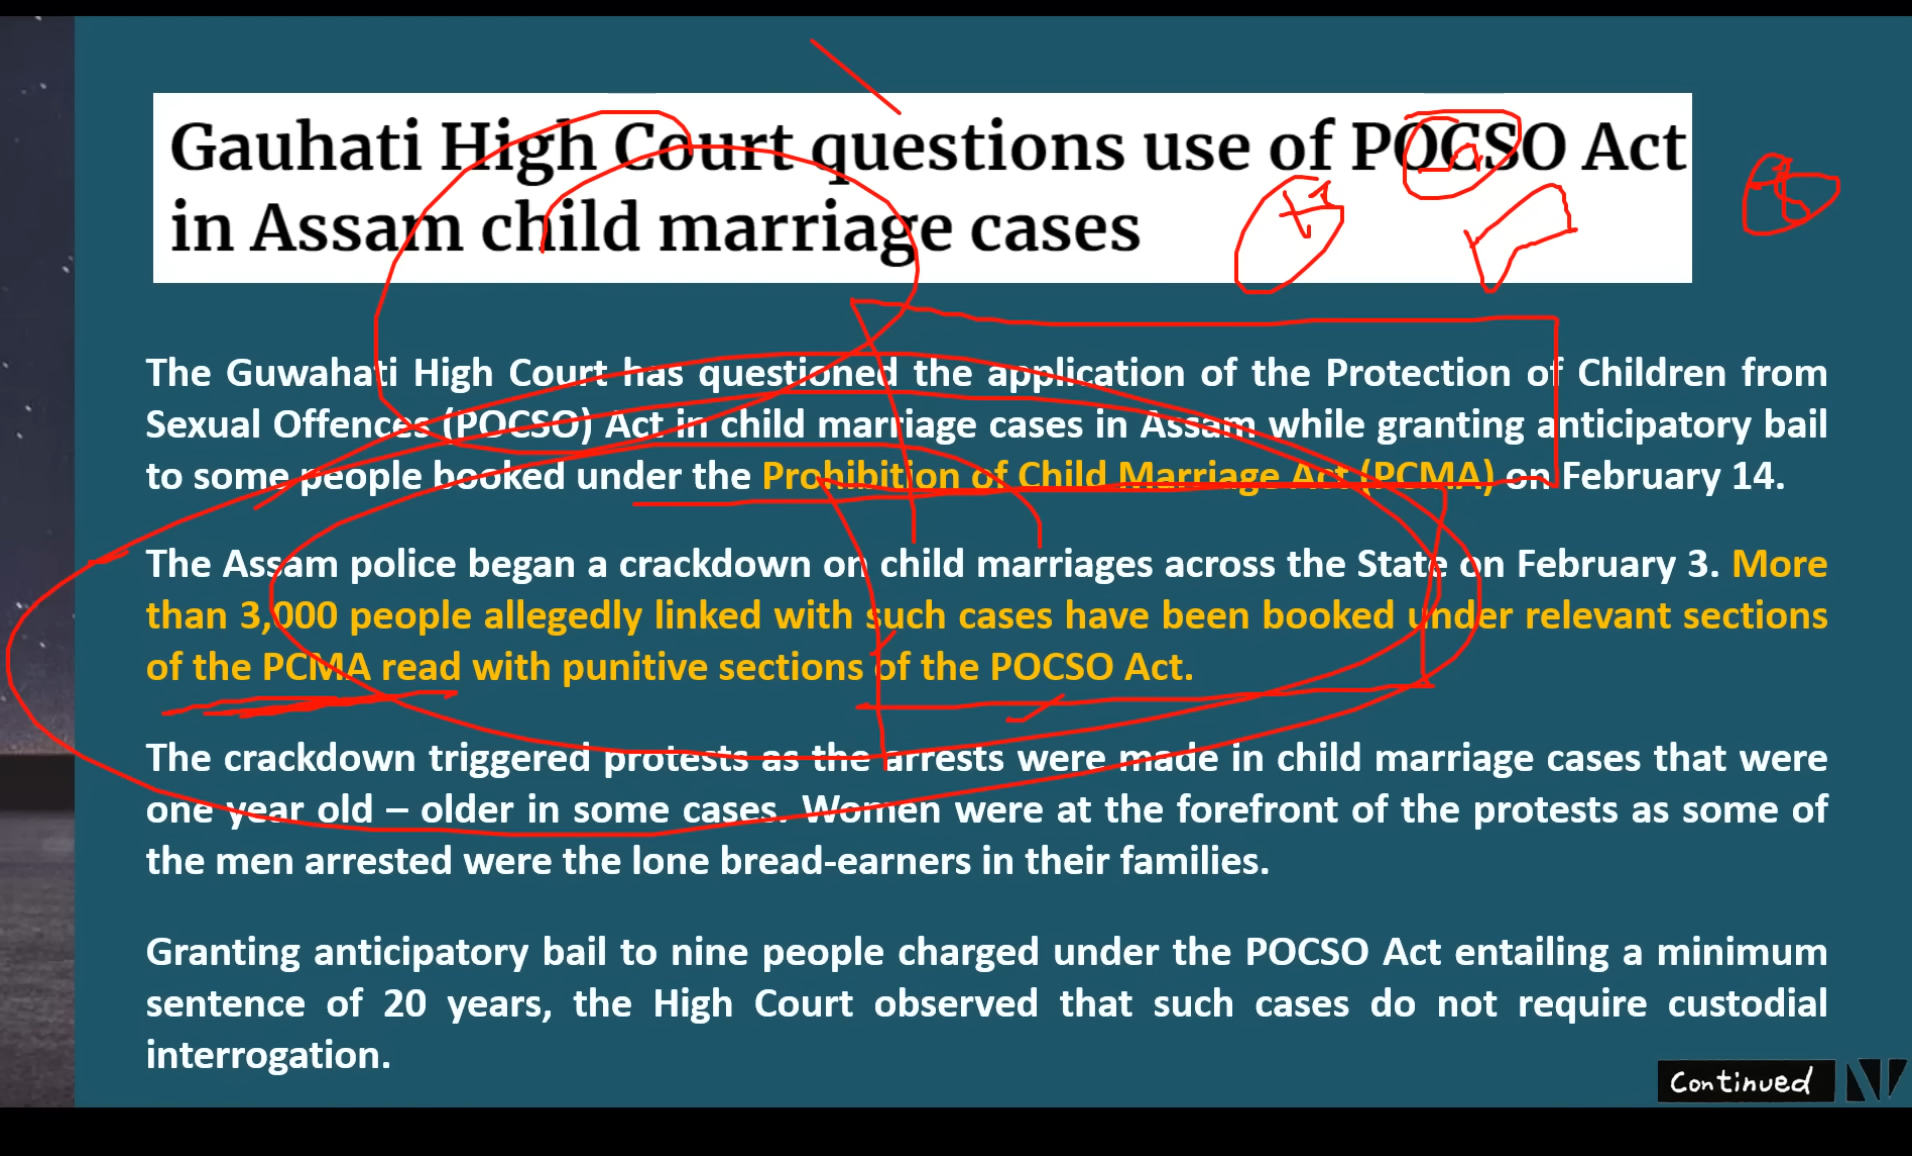 Gauhati High Court questions use of POCSO Act
in Assam child marriage cases
The Guwahati High Court has questioned the application of the Protection of Children from
Sexual Offences (POCSO) Act in child marriage cases in Assam while granting anticipatory bail
to some people booked under the Prohibition of Child Marriage Act (PCMA) on February 14.
The Assam police began a crackdown on child marriages across the State on February 3. More
than 3,000 people allegedly linked with such cases have been booked under relevant sections
of the PCMA read with punitive sections of the POCSO Act.
The crackdown triggered protests as the arrests were made in child marriage cases that were
one year old – older in some cases. Women were at the forefront of the protests as some of
the men arrested were the lone bread-earners in their families.
Granting anticipatory bail to nine people charged under the POCSO Act entailing a minimum
sentence of 20 years, the High Court observed that such cases do not require custodial
interrogation.
Continued